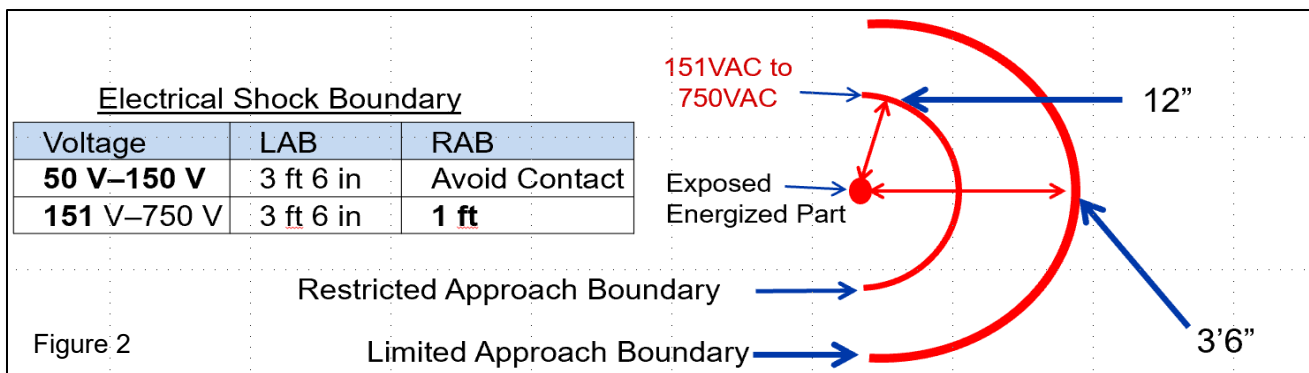 Electrical Shock Boundary
Voltage LAB RAB
50 V–150 V 3 ft 6 in Avoid Contact
151 V–750 V 3 ft 6 in 1 ft
151VAC to
750VAC
12”
Exposed
Energized Part
Restricted Approach Boundary
Limited Approach Boundary
3’6”
Figure 2